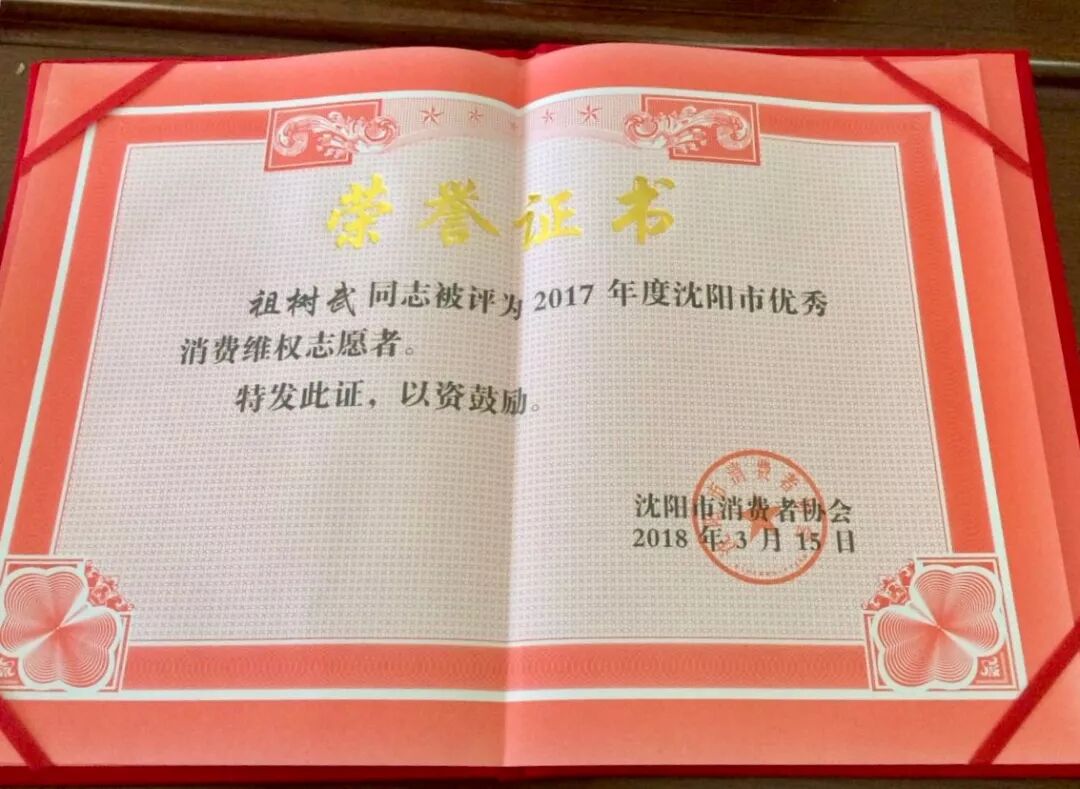 荣誉证书
祖树武同志被评为2017年度沈阳市优秀
消费维权志愿者。
特发此证，以资鼓励。
沈阳市消费者协会
2018年3月15日